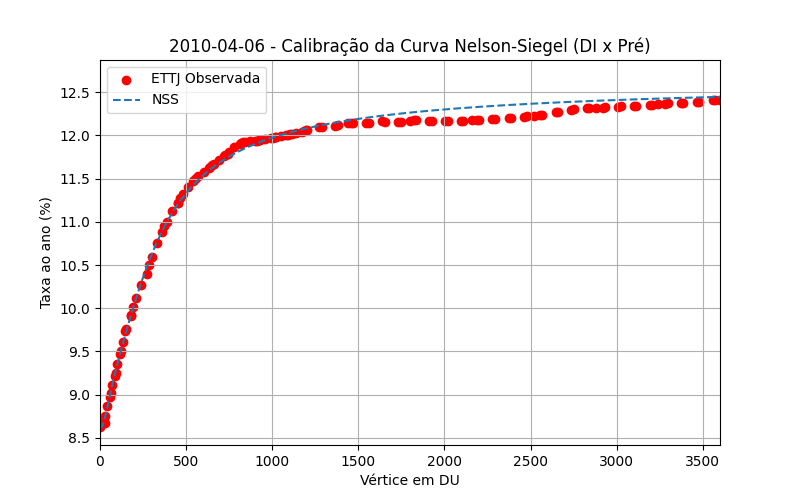 2010-04-06 - Calibração da Curva Nelson-Siegel (DI x Pré)
ETTJ Observada
NSS
Taxa ao ano (%)
12.5
12.0
11.5
11.0
10.5
10.0
9.5
9.0
8.5
0 500 1000 1500 2000 2500 3000 3500
Vértice em DU